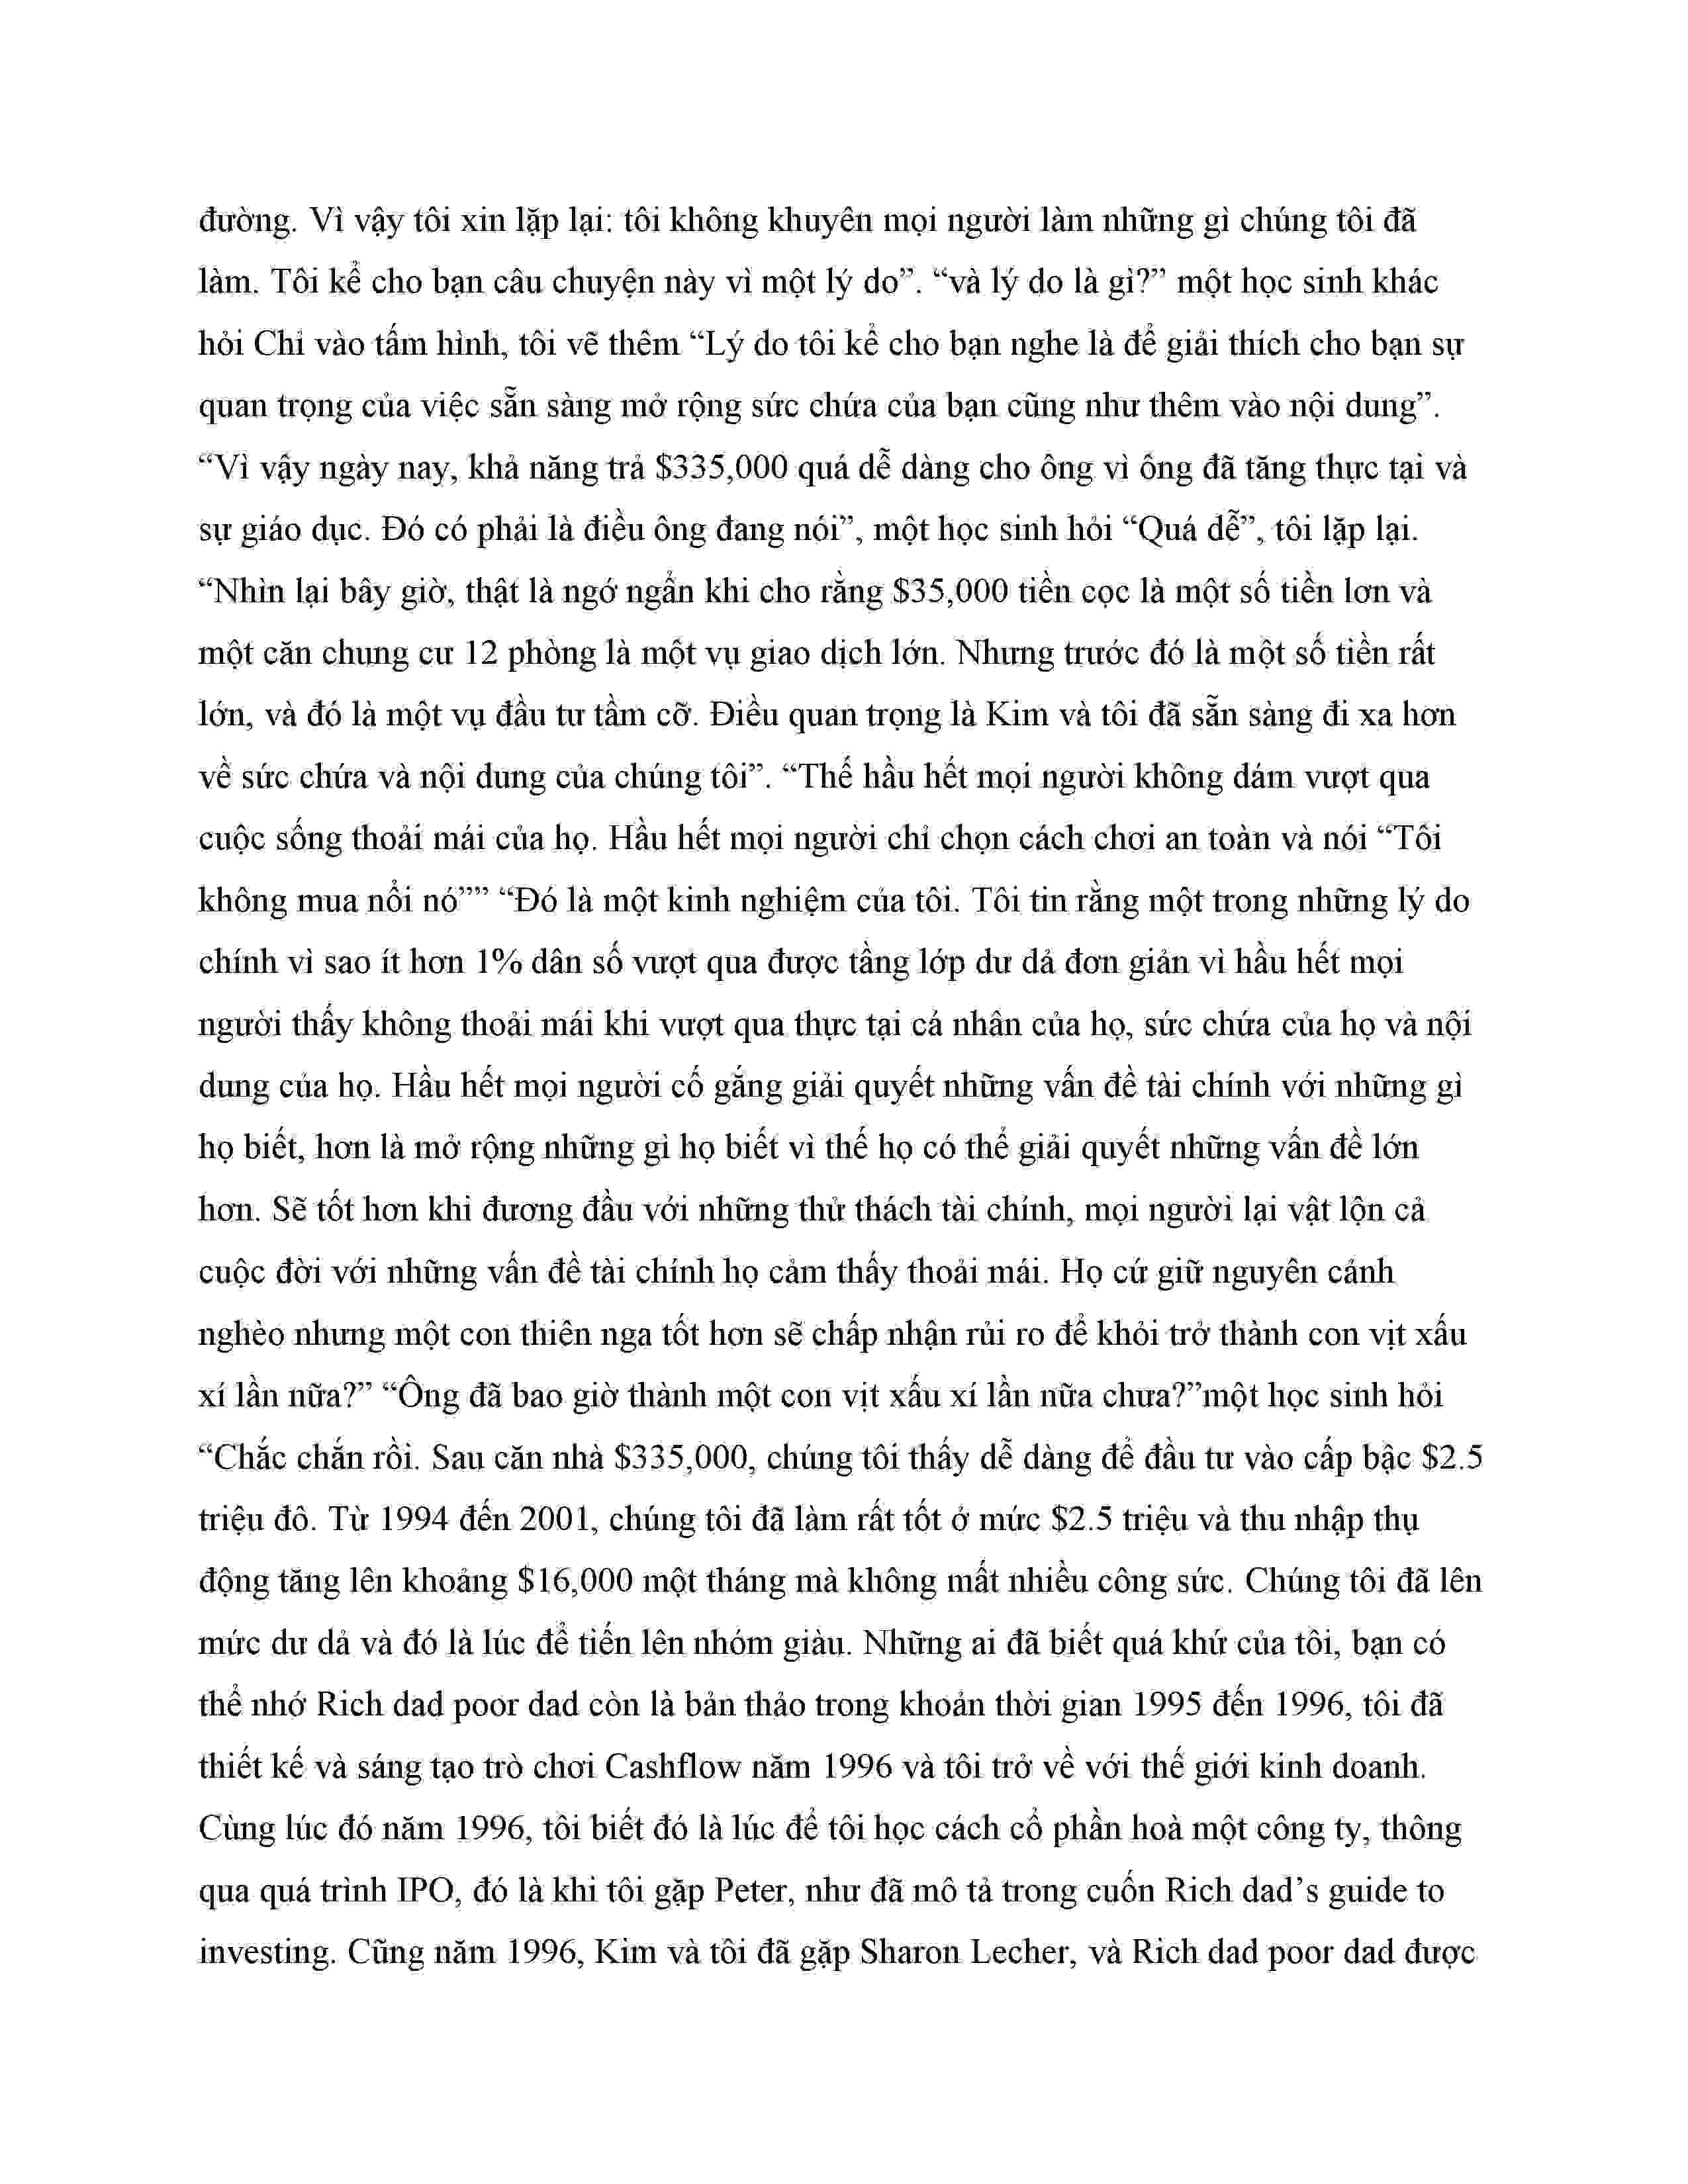 đường. Vì vậy tôi xin lặp lại: tôi không khuyên mọi người làm những gì chúng tôi đã
làm. Tôi kể cho bạn câu chuyện này vì một lý do”. “và lý do là gì?” một học sinh khác
hỏi Chỉ vào tấm hình, tôi vẽ thêm “Lý do tôi kể cho bạn nghe là để giải thích cho bạn sự
quan trọng của việc sẵn sàng mở rộng sức chứa của bạn cũng như thêm vào nội dung”.
“Vì vậy ngày nay, khả năng trả $335,000 quá dễ dàng cho ông vì ông đã tăng thực tại và
sự giáo dục. Đó có phải là điều ông đang nói”, một học sinh hỏi “Quá dễ”, tôi lặp lại.
“Nhìn lại bây giờ, thật là ngớ ngẩn khi cho rằng $35,000 tiền cọc là một số tiền lơn và
một căn chung cư 12 phòng là một vụ giao dịch lớn. Nhưng trước đó là một số tiền rất
lớn, và đó là một vụ đầu tư tầm cỡ. Điều quan trọng là Kim và tôi đã sẵn sàng đi xa hơn
về sức chứa và nội dung của chúng tôi”. “Thế hầu hết mọi người không dám vượt qua
cuộc sống thoải mái của họ. Hầu hết mọi người chỉ chọn cách chơi an toàn và nói “Tôi
không mua nổi nó”” “Đó là một kinh nghiệm của tôi. Tôi tin rằng một trong những lý do
chính vì sao ít hơn 1% dân số vượt qua được tầng lớp dư dả đơn giản vì hầu hết mọi
người thấy không thoải mái khi vượt qua thực tại cá nhân của họ, sức chứa của họ và nội
dung của họ. Hầu hết mọi người cố gắng giải quyết những vấn đề tài chính với những gì
họ biết, hơn là mở rộng những gì họ biết vì thế họ có thể giải quyết những vấn đề lớn
hơn. Sẽ tốt hơn khi đương đầu với những thử thách tài chính, mọi người lại vật lộn cả
cuộc đời với những vấn đề tài chính họ cảm thấy thoải mái. Họ cứ giữ nguyên cảnh
nghèo nhưng một con thiên nga tốt hơn sẽ chấp nhận rủi ro để khỏi trở thành con vịt xấu
xí lần nữa?” “Ông đã bao giờ thành một con vịt xấu xí lần nữa chưa?”một học sinh hỏi
“Chắc chắn rồi. Sau căn nhà $335,000, chúng tôi thấy dễ dàng để đầu tư vào cấp bậc $2.5
triệu đô. Từ 1994 đến 2001, chúng tôi đã làm rất tốt ở mức $2.5 triệu và thu nhập thụ
động tăng lên khoảng $16,000 một tháng mà không mất nhiều công sức. Chúng tôi đã lên
mức dư dả và đó là lúc để tiến lên nhóm giàu. Những ai đã biết quá khứ của tôi, bạn có
thể nhớ Rich dad poor dad còn là bản thảo trong khoản thời gian 1995 đến 1996, tôi đã
thiết kế và sáng tạo trò chơi Cashflow năm 1996 và tôi trở về với thế giới kinh doanh.
Cùng lúc đó năm 1996, tôi biết đó là lúc để tôi học cách cổ phần hoà một công ty, thông
qua quá trình IPO, đó là khi tôi gặp Peter, như đã mô tả trong cuốn Rich dad’s guide to
investing. Cũng năm 1996, Kim và tôi đã gặp Sharon Lecher, và Rich dad poor dad được